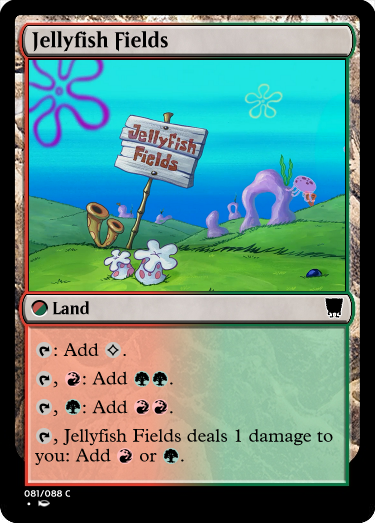 Jellyfish Fields
Jellyfish
Fields
Land
: Add .
, : Add .
, : Add .
, Jellyfish Fields deals 1 damage to
you: Add or .
081/088 C